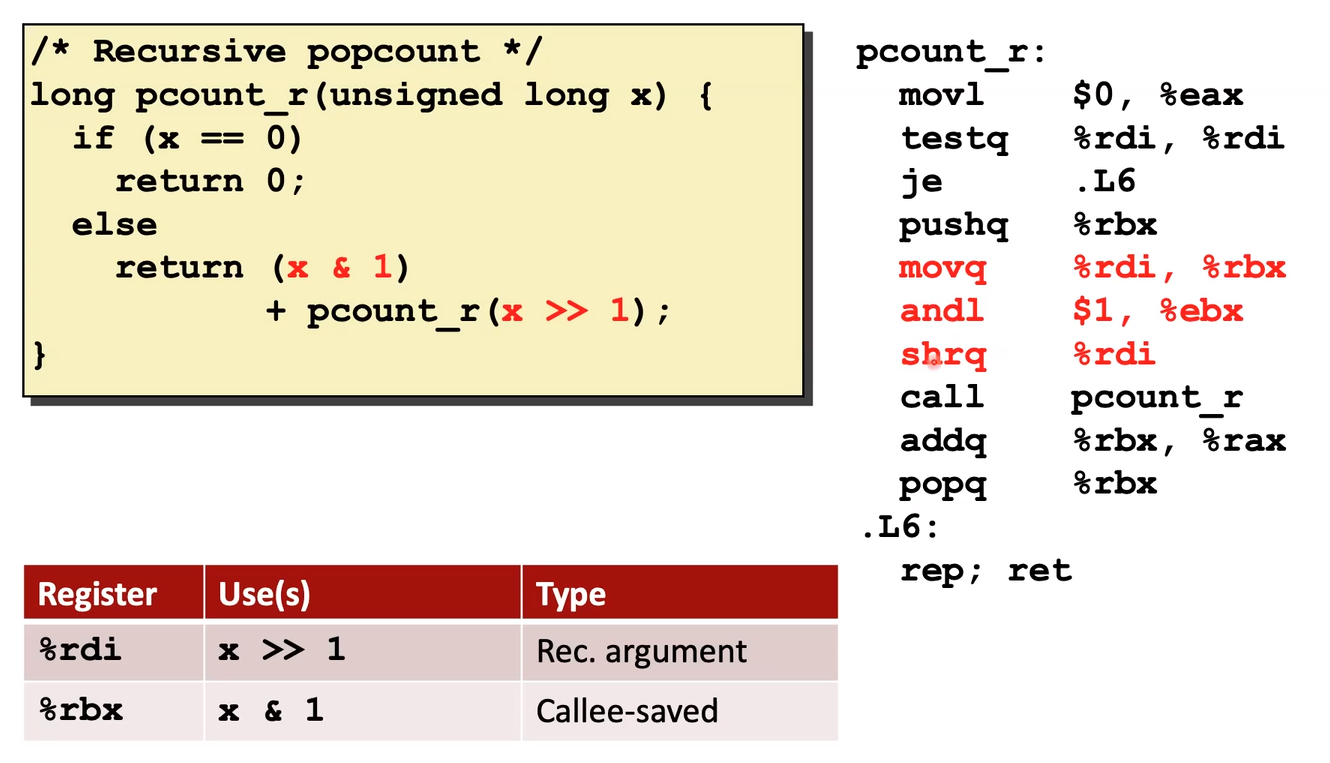 /* Recursive popcount */
long pcount_r(unsigned long x) {
  if (x == 0)
    return 0;
  else
    return (x & 1)
           + pcount_r(x >> 1);
}
pcount_r:
  movl    $0, %eax
  testq   %rdi, %rdi
  je      .L6
  pushq   %rbx
  movq    %rdi, %rbx
  andl    $1, %ebx
  shrq    %rdi
  call    pcount_r
  addq    %rbx, %rax
  popq    %rbx
.L6:
  rep; ret
Register Use(s) Type
%rdi x >> 1 Rec. argument
%rbx x & 1 Callee-saved